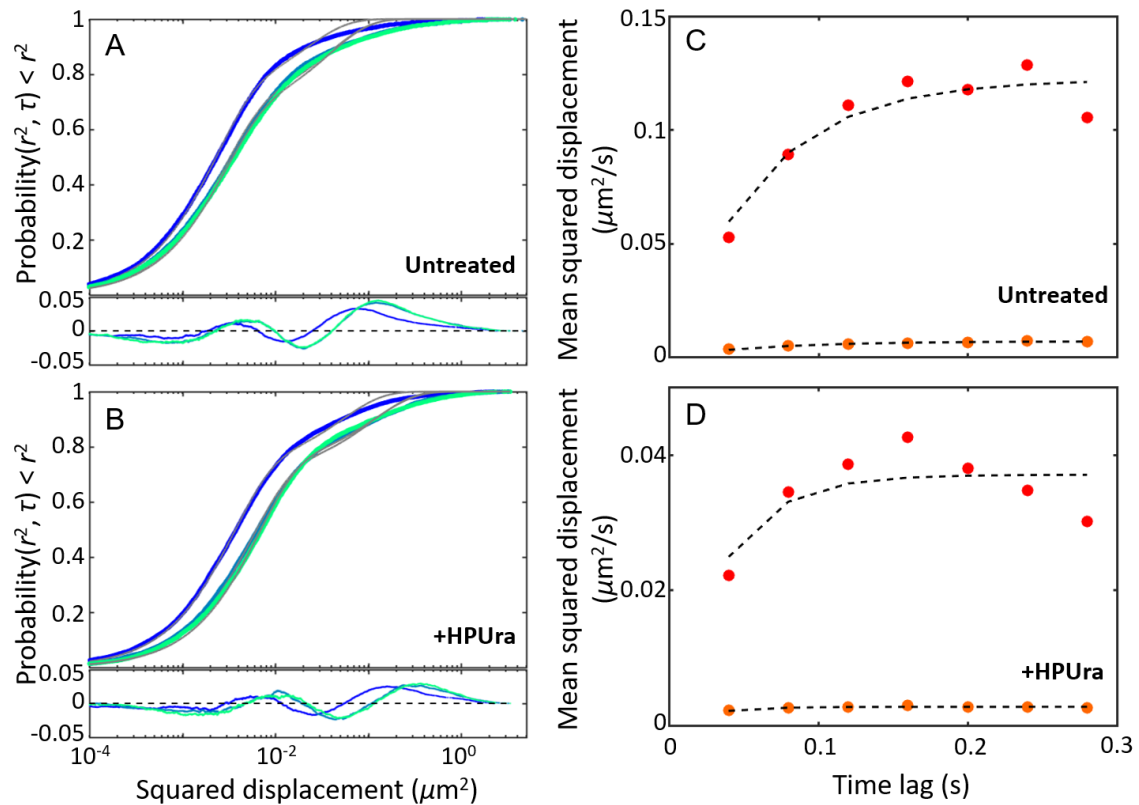 A
Probability(r², τ) < r²
1
0.8
0.6
0.4
0.2
Untreated
0.05
0
-0.05
B
Probability(r², τ) < r²
1
0.8
0.6
0.4
0.2
+HPUra
0.05
0
-0.05
10⁻⁴
10⁻²
10⁰
Squared displacement (μm²)
C
Mean squared displacement
(μm²/s)
0.15
0.1
0.05
0
Untreated
D
Mean squared displacement
(μm²/s)
0.04
0.02
0
+HPUra
0
0.1
0.2
0.3
Time lag (s)